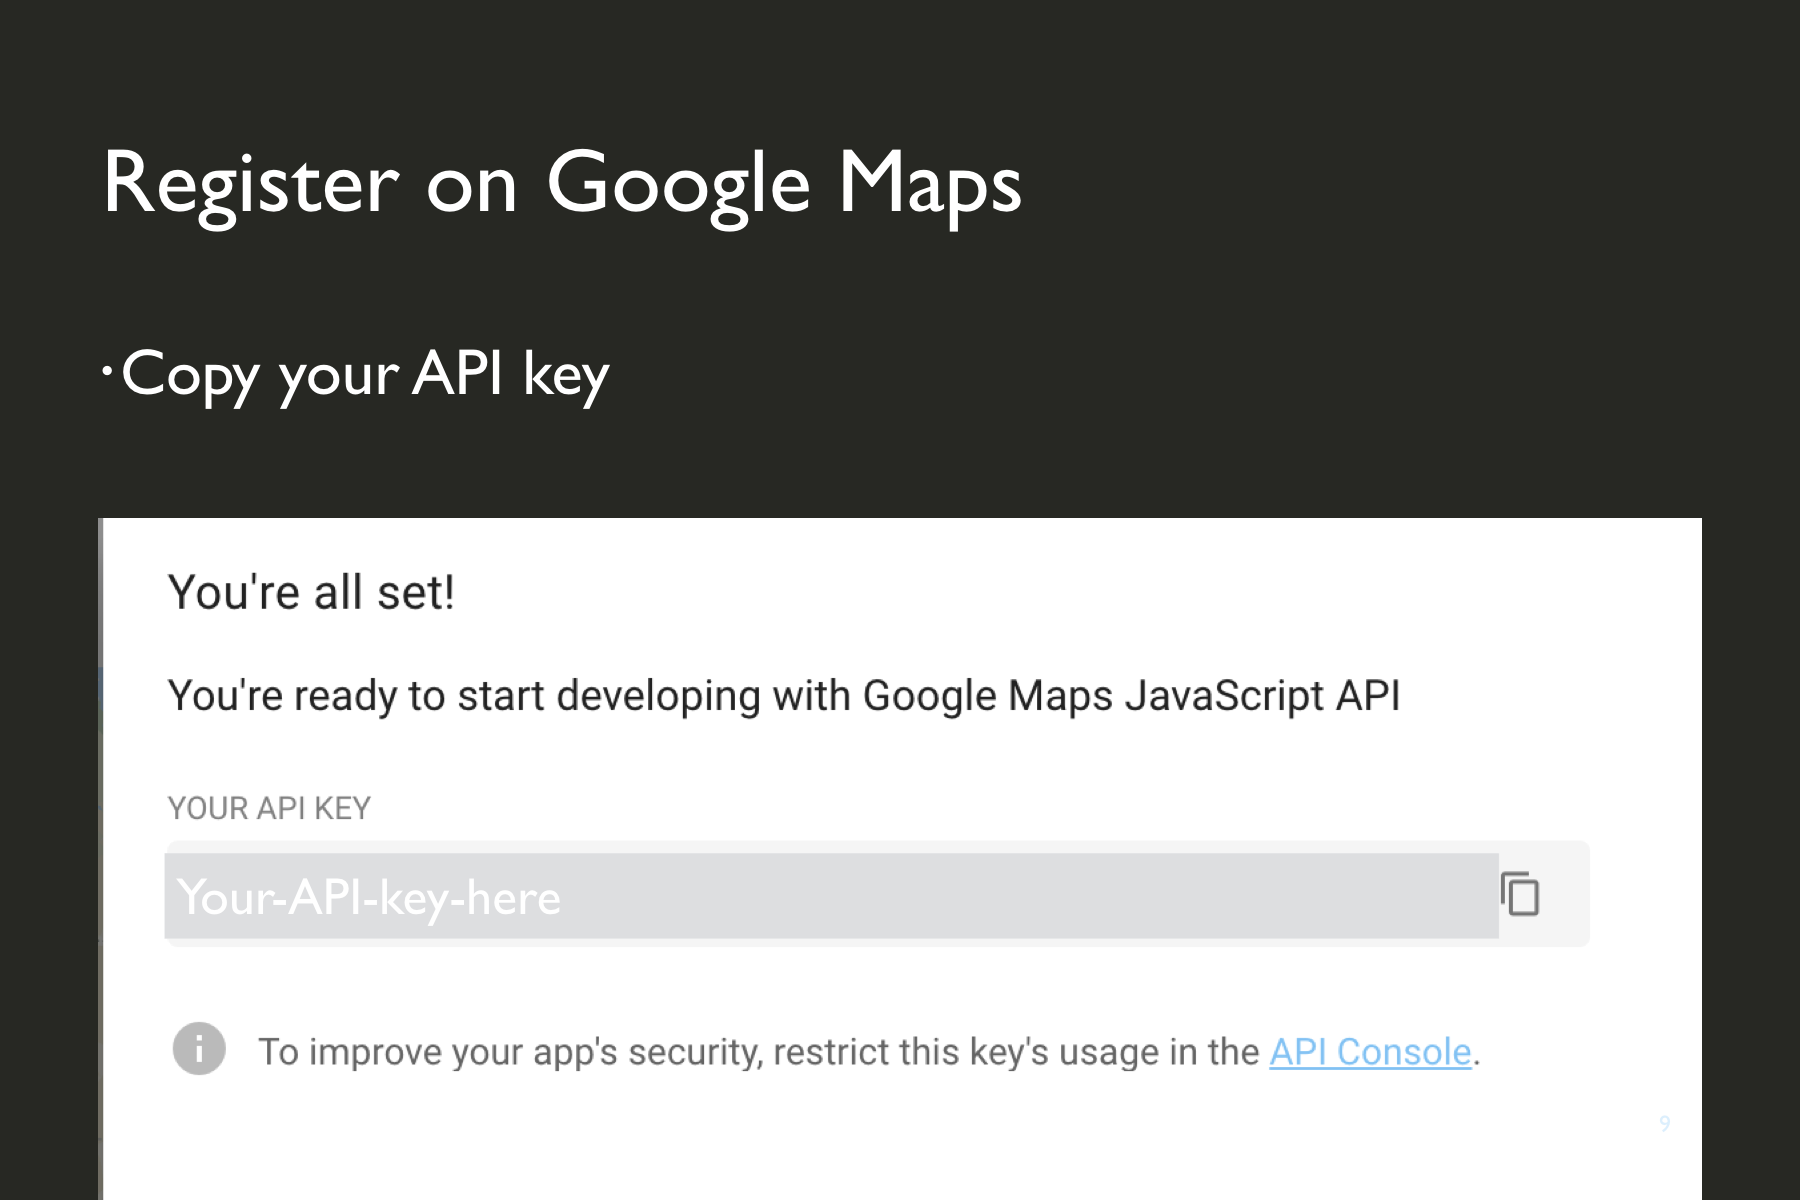 Register on Google Maps
•Copy your API key
You're all set!
You're ready to start developing with Google Maps JavaScript API
YOUR API KEY
Your-API-key-here
To improve your app's security, restrict this key's usage in the API Console.
9